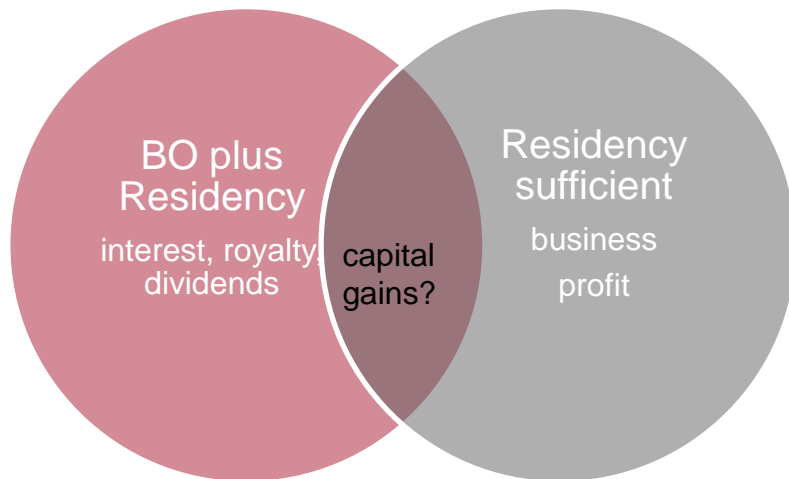 BO plus
Residency
interest, royalty,
dividends
capital
gains?
Residency
sufficient
business
profit